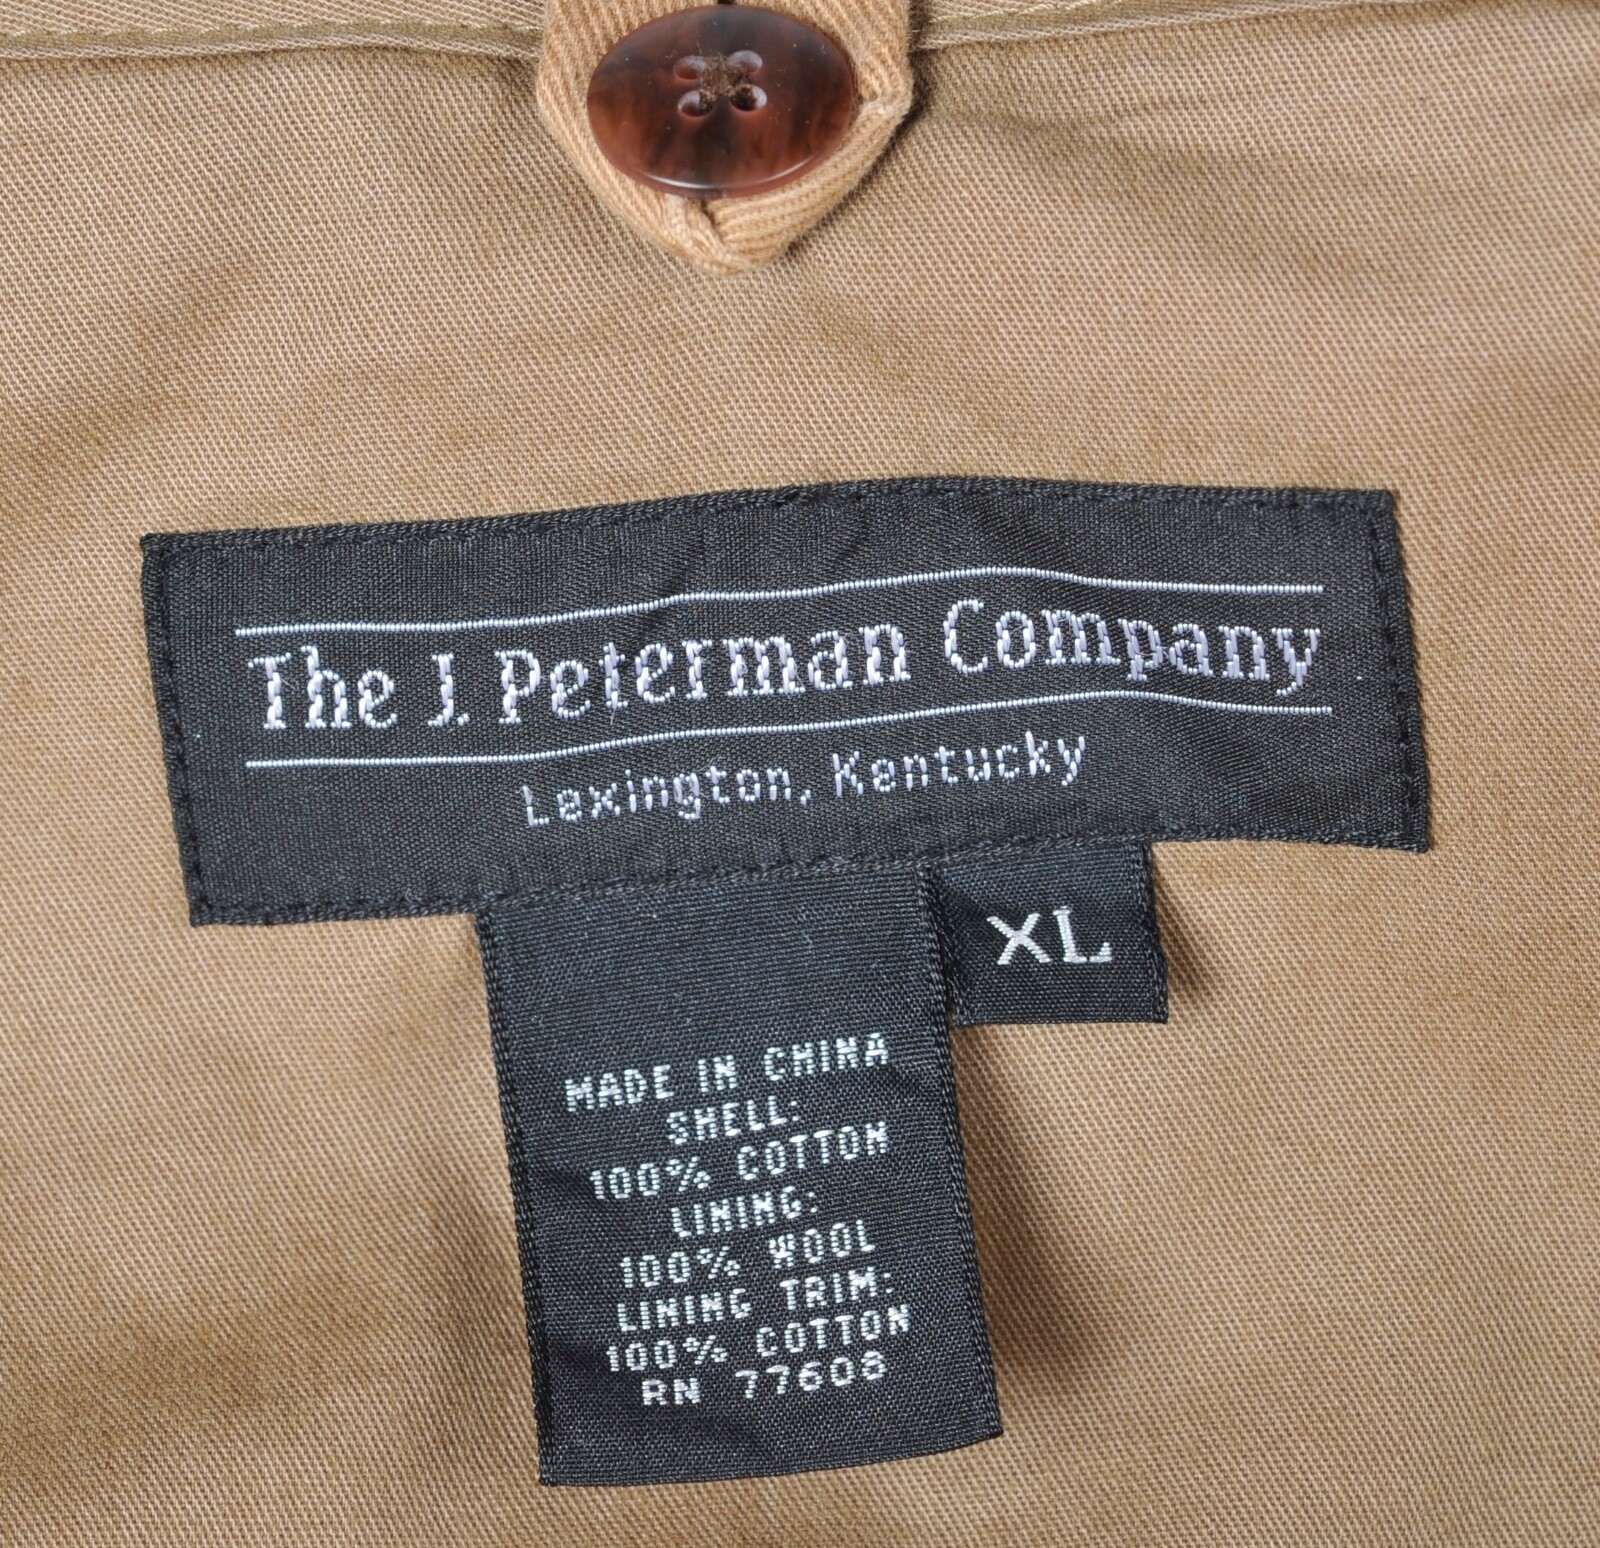 The J. Peterman Company
Lexington, Kentucky
XL
MADE IN CHINA
SHELL:
100% COTTON
LINING:
100% WOOL
LINING TRIM:
100% COTTON
RN 77608